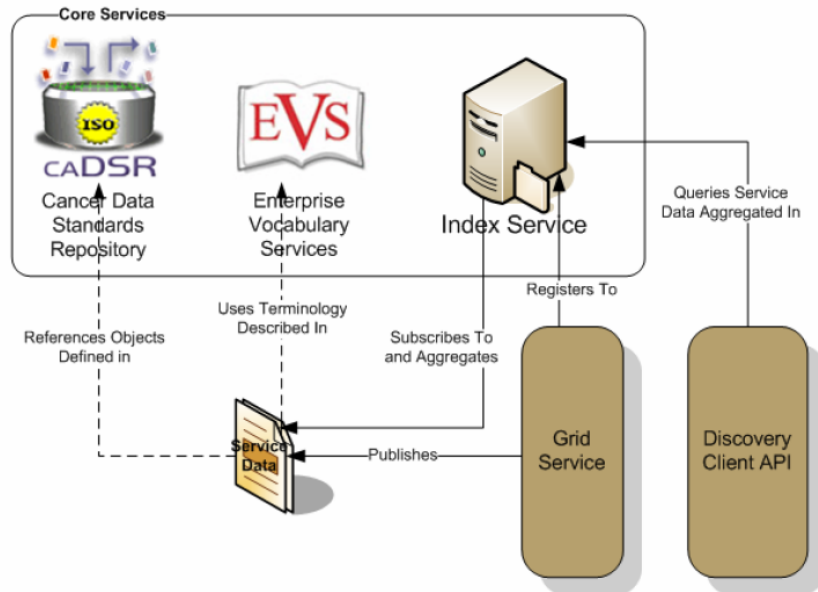 Core Services
ISO
caDSR
Cancer Data
Standards
Repository
EVS
Enterprise
Vocabulary
Services
Index Service
Queries Service
Data Aggregated In
Registers To
Uses Terminology
Described In
References Objects
Defined in
Subscribes To
and Aggregates
Service
Data
Publishes
Grid
Service
Discovery
Client API